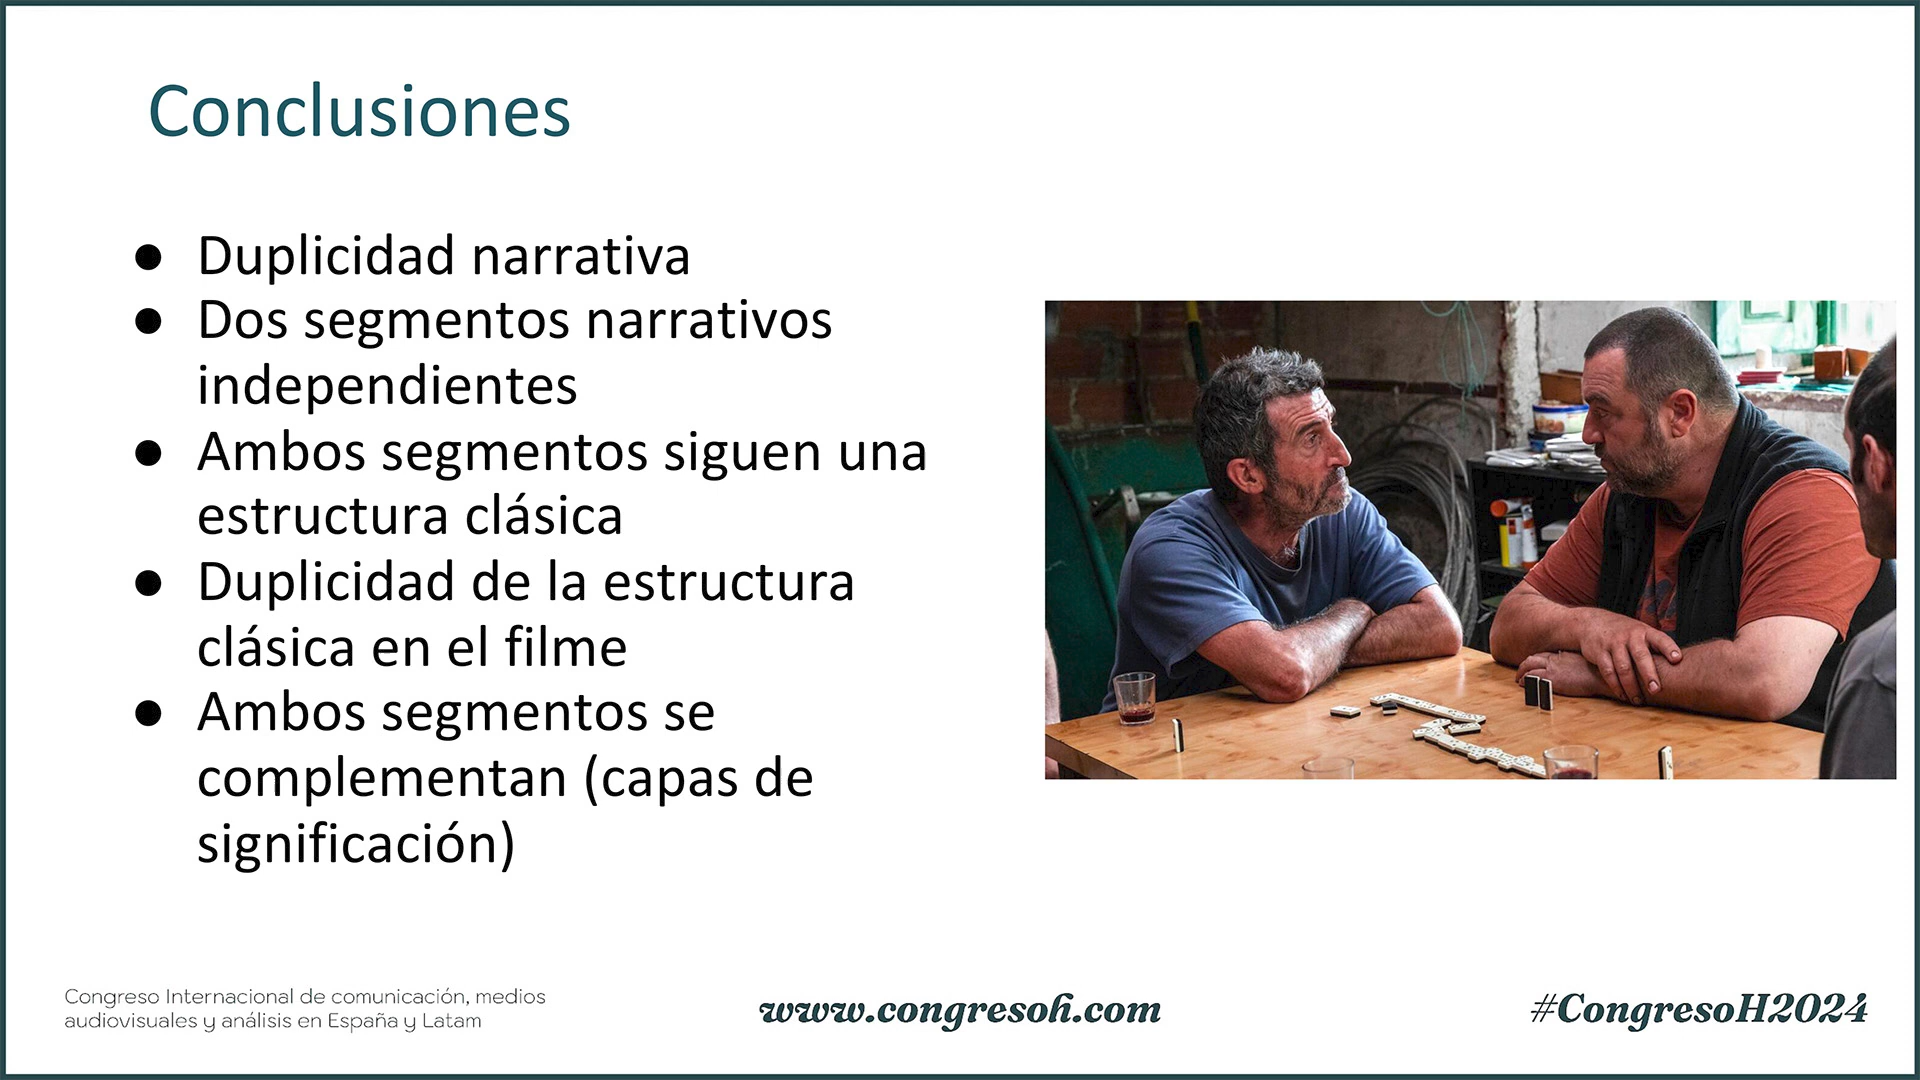 Conclusiones
● Duplicidad narrativa
● Dos segmentos narrativos
independientes
● Ambos segmentos siguen una
estructura clásica
● Duplicidad de la estructura
clásica en el filme
● Ambos segmentos se
complementan (capas de
significación)
Congreso Internacional de comunicación, medios
audiovisuales y análisis en España y Latam
www.congresoh.com
#CongresoH2024